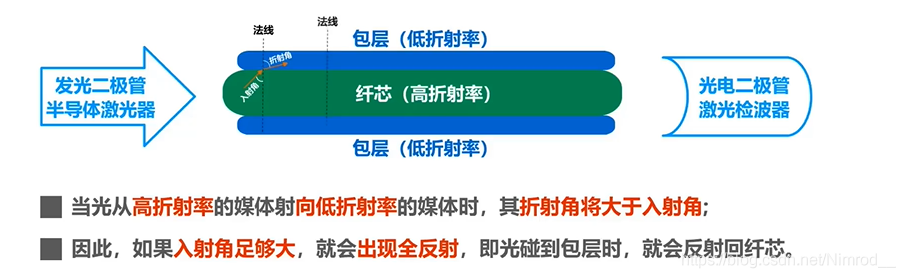 法线
法线
包层（低折射率）
折射角
入射角
发光二极管
半导体激光器
纤芯（高折射率）
光电二极管
激光检波器
包层（低折射率）
当光从高折射率的媒体射向低折射率的媒体时，其折射角将大于入射角；
因此，如果入射角足够大，就会出现全反射，即光碰到包层时，就会反射回纤芯。
https://blog.csdn.net/Nimrod__